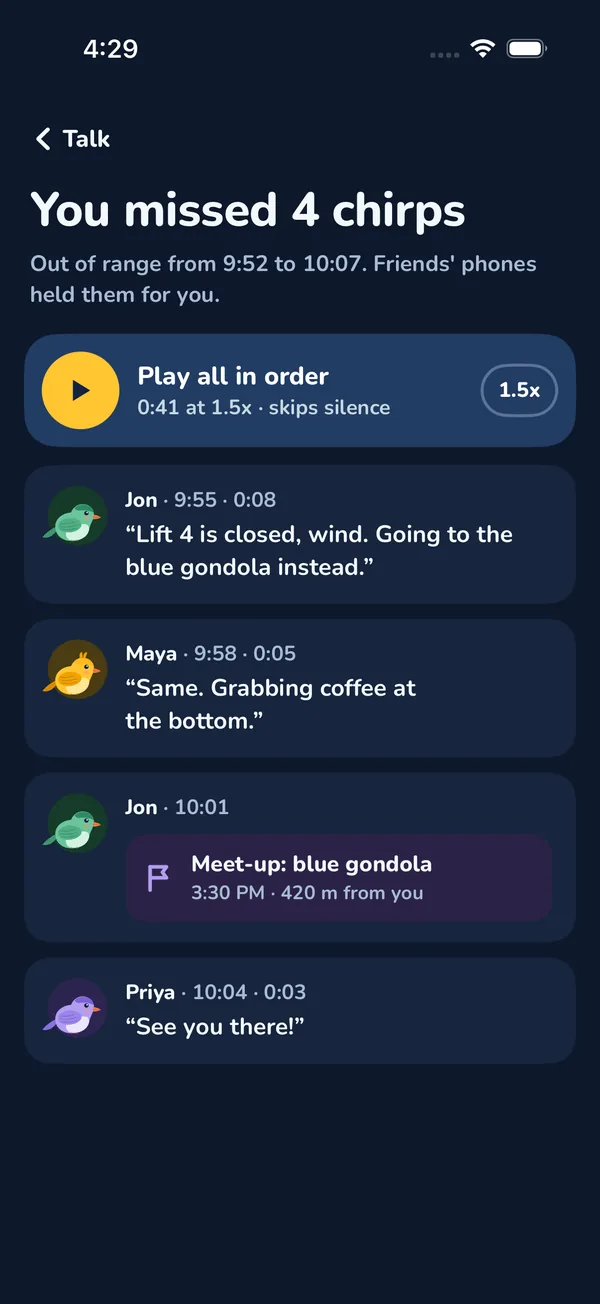 4:29
Talk
You missed 4 chirps
Out of range from 9:52 to 10:07. Friends' phones
held them for you.
Play all in order
0:41 at 1.5x · skips silence
1.5x
Jon · 9:55 · 0:08
“Lift 4 is closed, wind. Going to the
blue gondola instead.”
Maya · 9:58 · 0:05
“Same. Grabbing coffee at
the bottom.”
Jon · 10:01
Meet-up: blue gondola
3:30 PM · 420 m from you
Priya · 10:04 · 0:03
“See you there!”